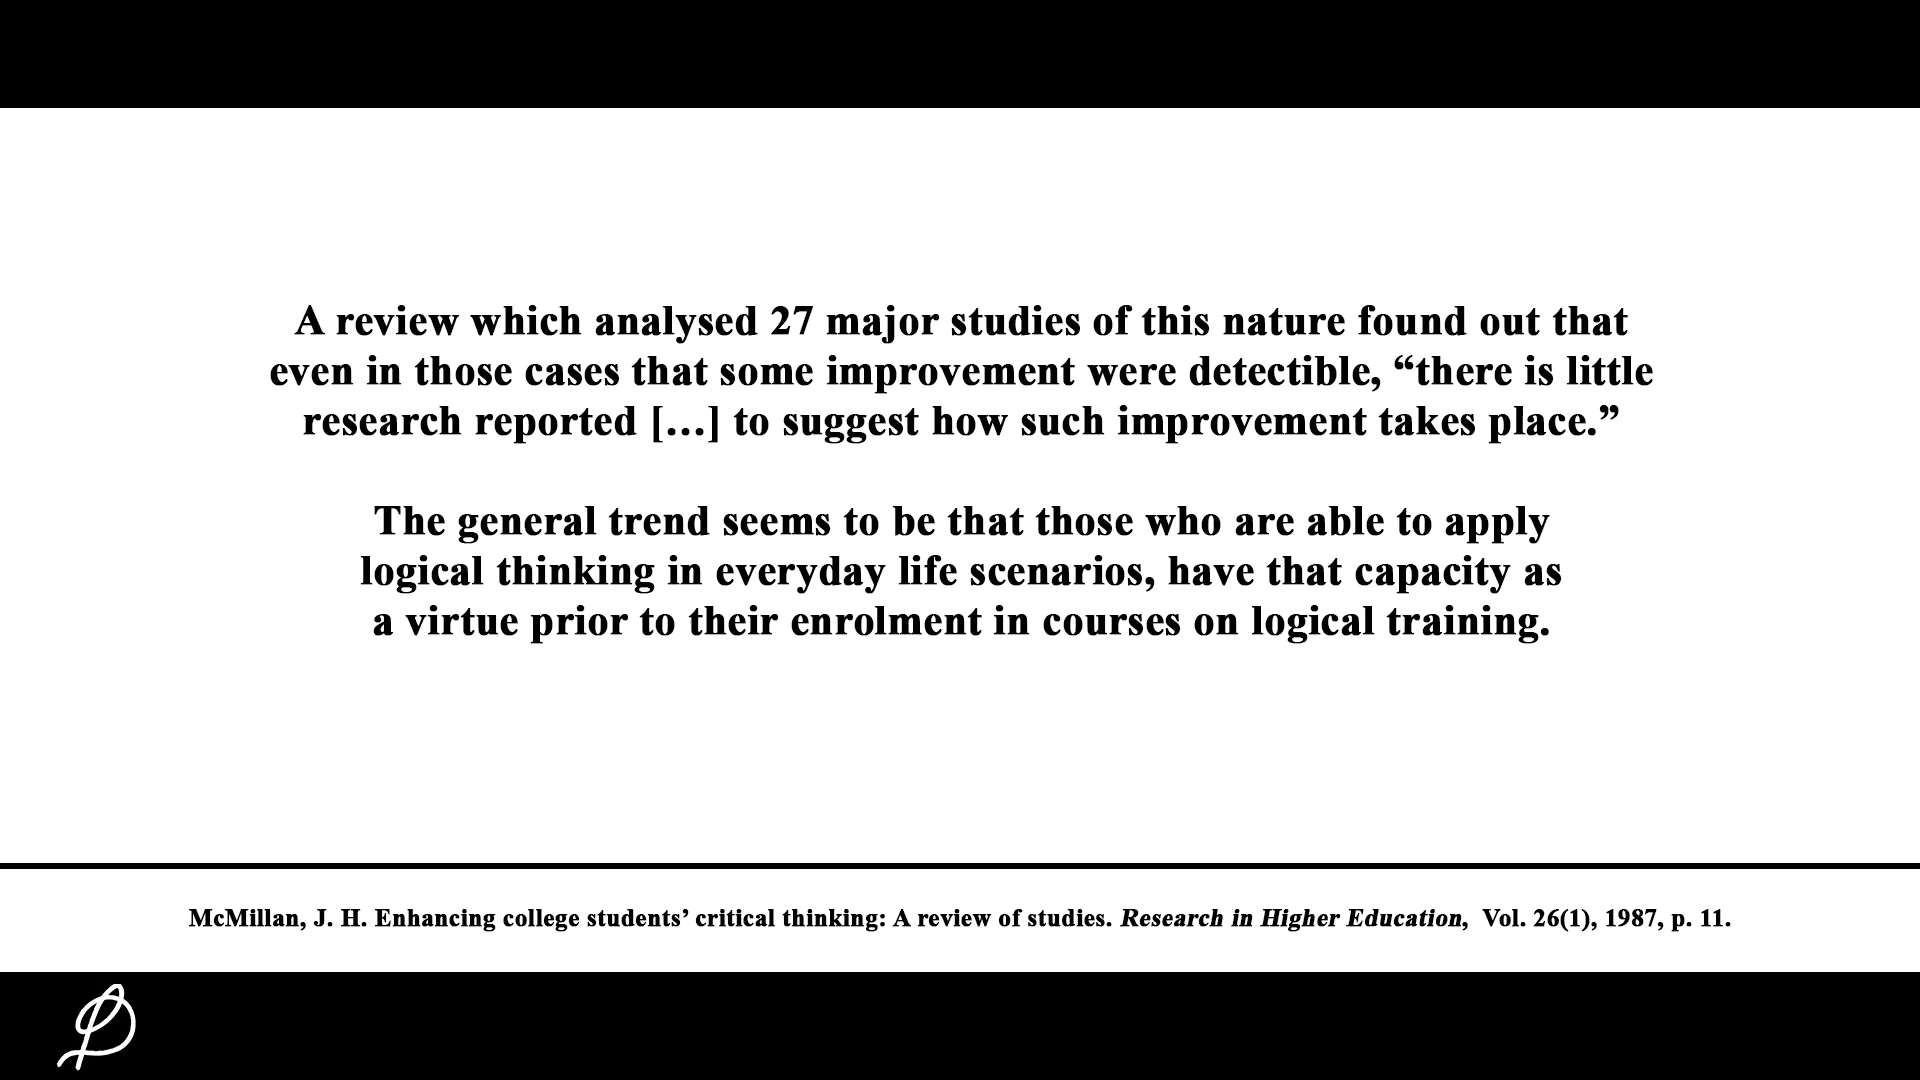 A review which analysed 27 major studies of this nature found out that
even in those cases that some improvement were detectible, “there is little
research reported […] to suggest how such improvement takes place.”
The general trend seems to be that those who are able to apply
logical thinking in everyday life scenarios, have that capacity as
a virtue prior to their enrolment in courses on logical training.
McMillan, J. H. Enhancing college students’ critical thinking: A review of studies. Research in Higher Education, Vol. 26(1), 1987, p. 11.